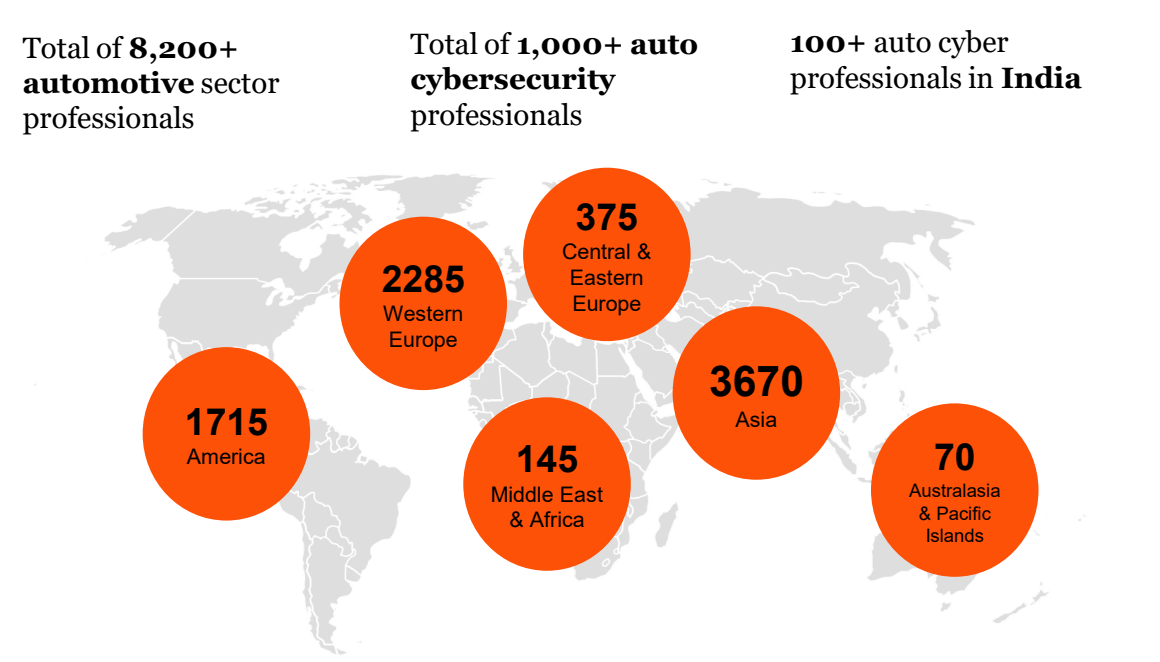 Total of 8,200+
automotive sector
professionals
Total of 1,000+ auto
cybersecurity
professionals
100+ auto cyber
professionals in India
375
Central &
Eastern
Europe
2285
Western
Europe
3670
Asia
1715
America
145
Middle East
& Africa
70
Australasia
& Pacific
Islands